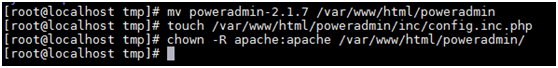 [root@localhost tmp]# mv poweradmin-2.1.7 /var/www/html/poweradmin
[root@localhost tmp]# touch /var/www/html/poweradmin/inc/config.inc.php
[root@localhost tmp]# chown -R apache:apache /var/www/html/poweradmin/
[root@localhost tmp]#